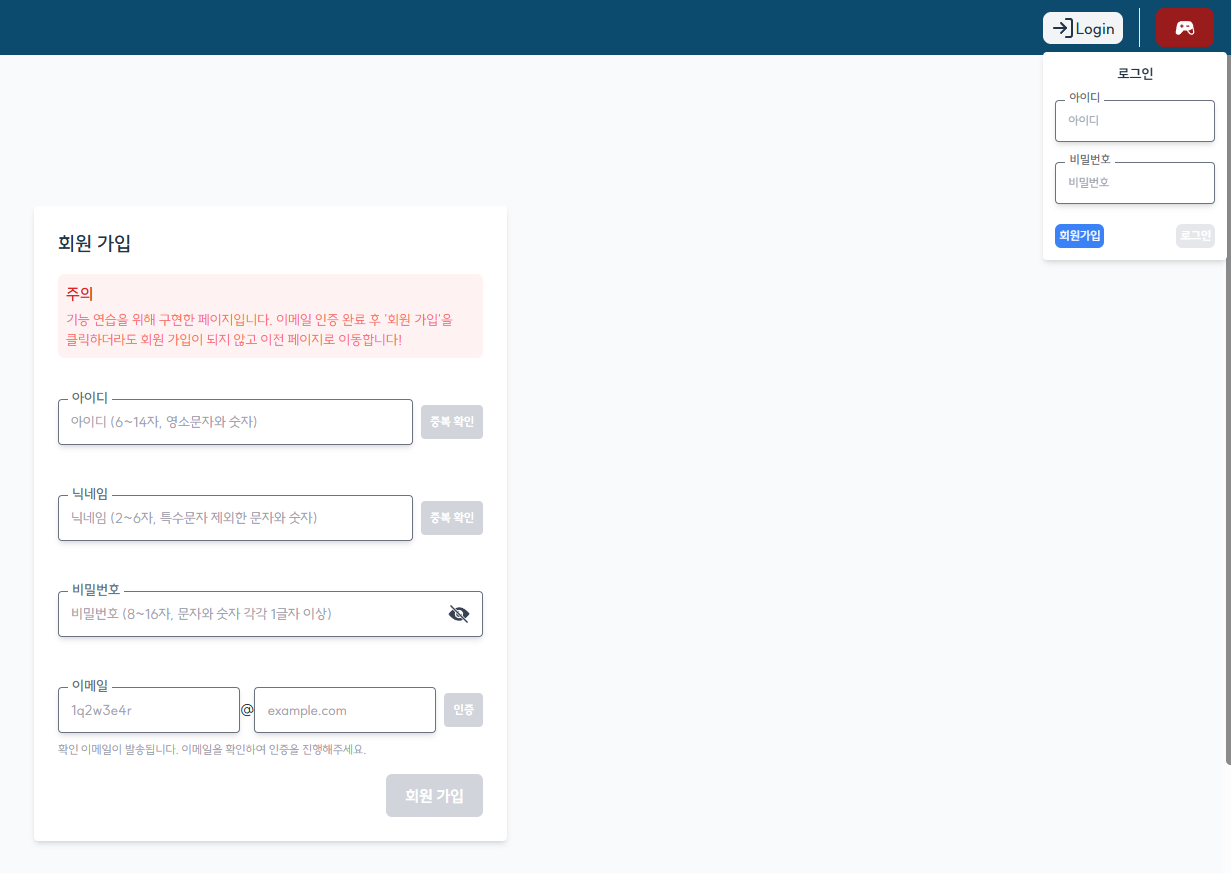 Login
로그인
아이디
아이디
비밀번호
비밀번호
회원가입
로그인
회원 가입
주의
기능 연습을 위해 구현한 페이지입니다. 이메일 인증 완료 후 '회원 가입'을
클릭하더라도 회원 가입이 되지 않고 이전 페이지로 이동합니다!
아이디
아이디 (6~14자, 영소문자와 숫자)
중복 확인
닉네임
닉네임 (2~6자, 특수문자 제외한 문자와 숫자)
중복 확인
비밀번호
비밀번호 (8~16자, 문자와 숫자 각각 1글자 이상)
이메일
1q2w3e4r
@
example.com
인증
확인 이메일이 발송됩니다. 이메일을 확인하여 인증을 진행해주세요.
회원 가입